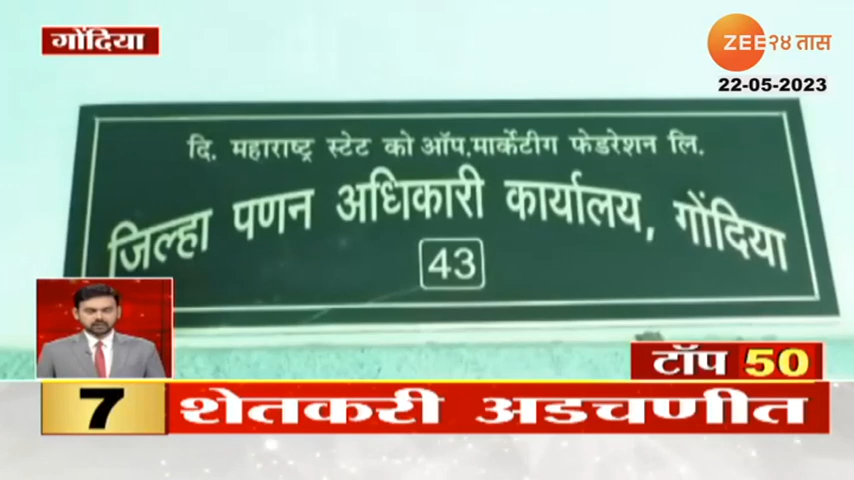 गोंदिया
ZEE२४ तास
22-05-2023
दि. महाराष्ट्र स्टेट को ऑप. मार्केटीग फेडरेशन लि.
जिल्हा पणन अधिकारी कार्यालय, गोंदिया
43
टॉप 50
7 शेतकरी अडचणीत